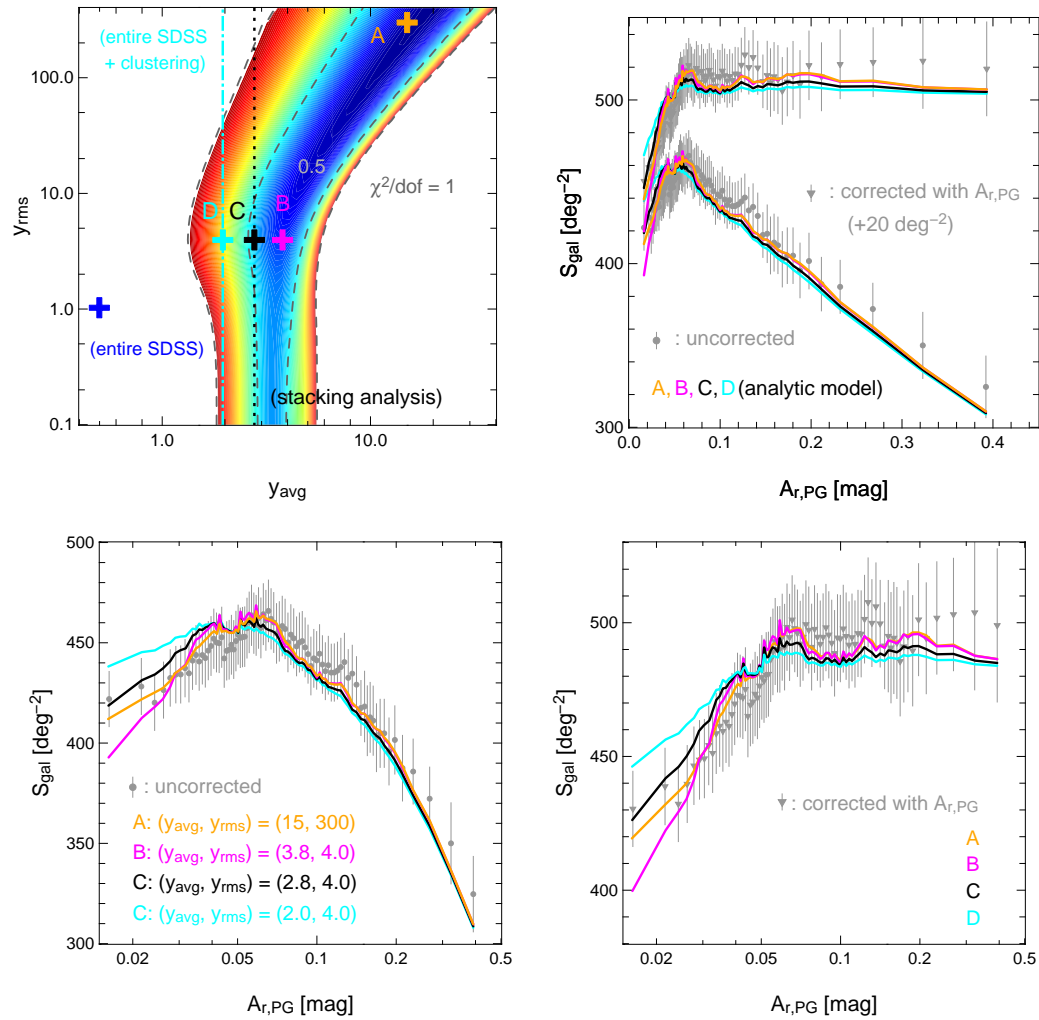 (entire SDSS
+ clustering)
A
0.5
χ²/dof = 1
D
C
B
(entire SDSS)
(stacking analysis)
100.0
10.0
1.0
0.1
y_rms
1.0
10.0
y_avg
500
400
300
S_gal [deg⁻²]
: corrected with A_r,PG
(+20 deg⁻²)
: uncorrected
A, B, C, D (analytic model)
0.0
0.1
0.2
0.3
0.4
A_r,PG [mag]
500
450
400
350
300
S_gal [deg⁻²]
: uncorrected
A: (y_avg, y_rms) = (15, 300)
B: (y_avg, y_rms) = (3.8, 4.0)
C: (y_avg, y_rms) = (2.8, 4.0)
C: (y_avg, y_rms) = (2.0, 4.0)
0.02
0.05
0.1
0.2
0.5
A_r,PG [mag]
550
500
450
400
S_gal [deg⁻²]
: corrected with A_r,PG
A
B
C
D
0.02
0.05
0.1
0.2
0.5
A_r,PG [mag]